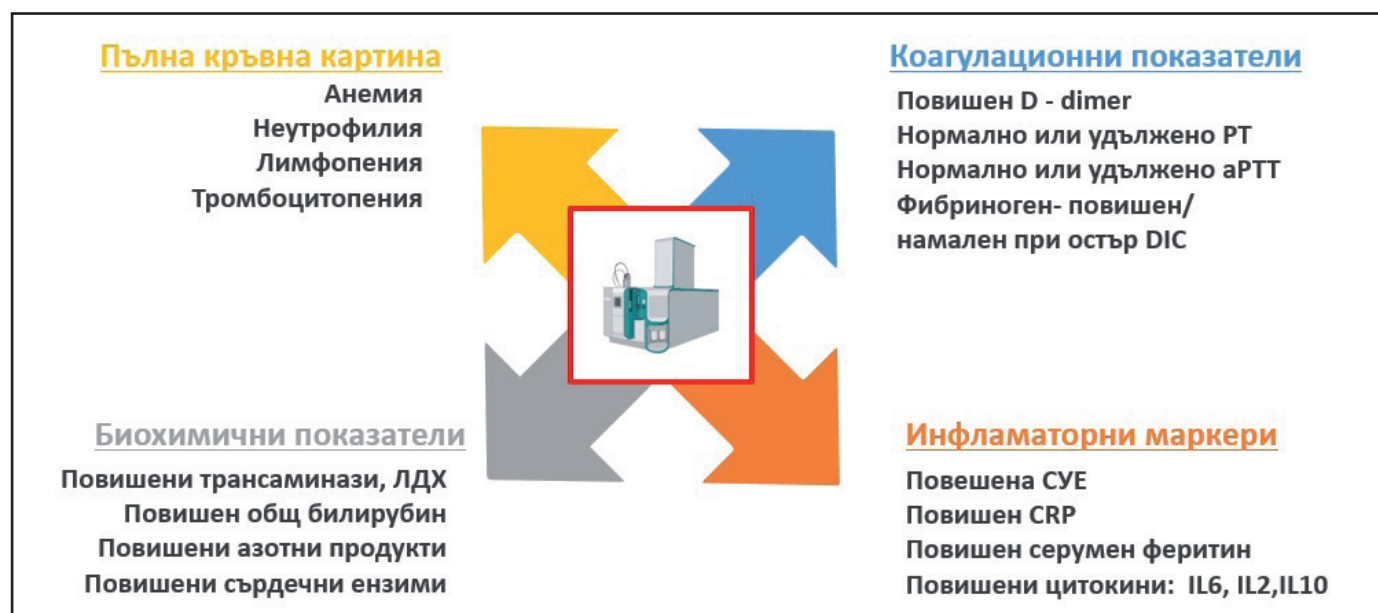 Пълна кръвна картина
Анемия
Неутрофилия
Лимфопения
Тромбоцитопения
Коагулационни показатели
Повишен D - dimer
Нормално или удължено PT
Нормално или удължено aPTT
Фибриноген- повишен/
намален при остър DIC
Биохимични показатели
Повишени трансаминази, ЛДХ
Повишен общ билирубин
Повишени азотни продукти
Повишени сърдечни ензими
Инфламаторни маркери
Повешена СУЕ
Повишен CRP
Повишен серумен феритин
Повишени цитокини: IL6, IL2,IL10